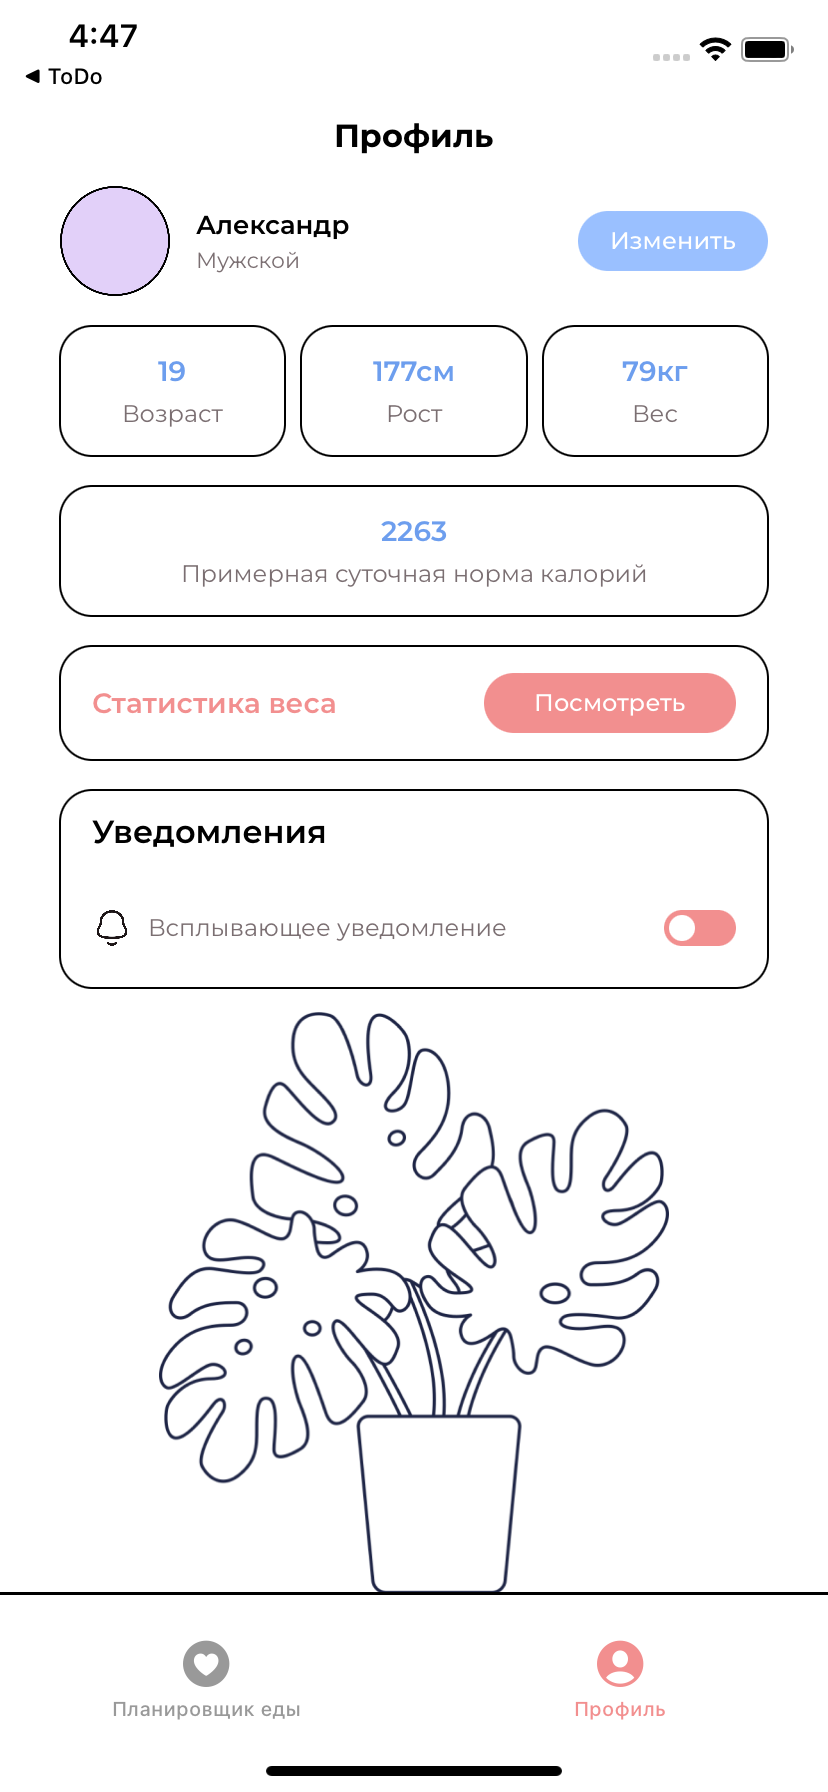 4:47
◀ ToDo
Профиль
Александр
Мужской
Изменить
19
Возраст
177см
Рост
79кг
Вес
2263
Примерная суточная норма калорий
Статистика веса
Посмотреть
Уведомления
Всплывающее уведомление
Планировщик еды
Профиль